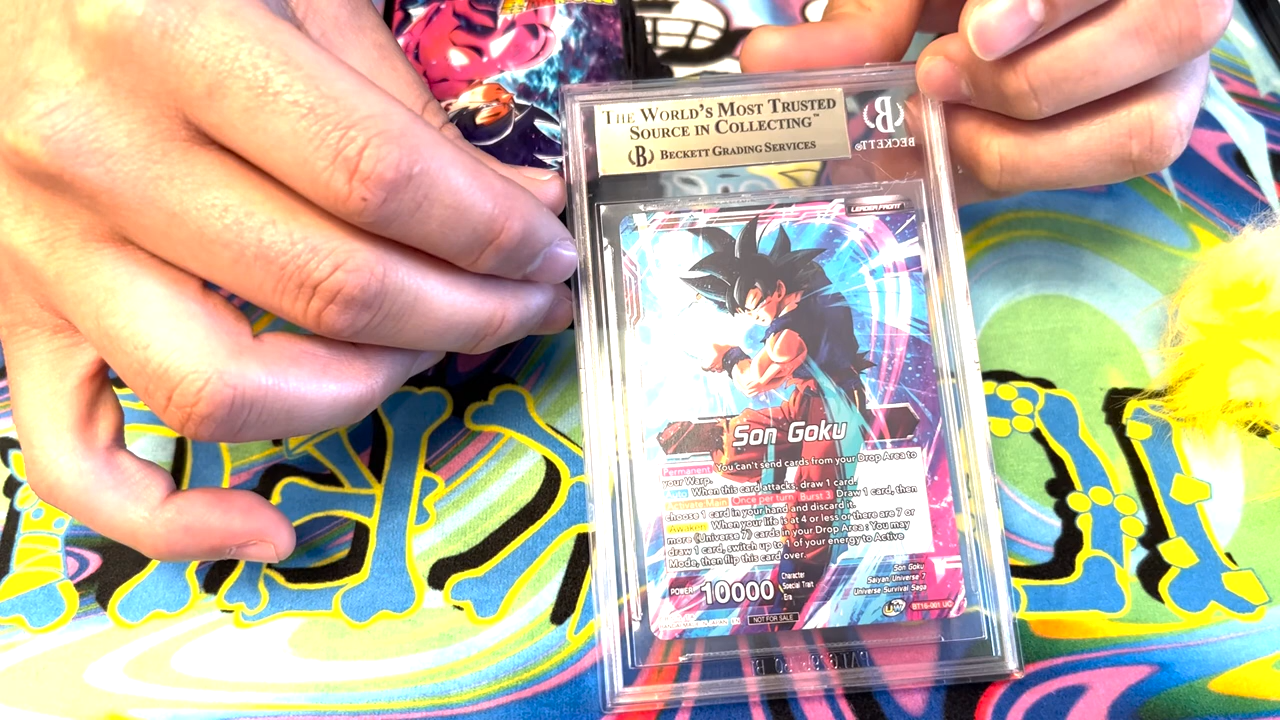 THE WORLD'S MOST TRUSTED
SOURCE IN COLLECTING™
B BECKETT GRADING SERVICES
B
BECKETT®
LEADER FRONT
Son Goku
Permanent You can't send cards from your Drop Area to
your Warp.
When this card attacks, draw 1 card.
Activate Main Once per turn Burst 3 Draw 1 card, then
choose 1 card in your hand and discard it.
Awaken When your life is at 4 or less or there are 7 or
more 《Universe 7》 cards in your Drop Area : You may
draw 1 card, switch up to 1 of your energy to Active
Mode, then flip this card over.
POWER 10000
Character
Special Trait
Era
Son Goku
Saiyan Universe 7
Universe Survival Saga
NOT FOR SALE
UW
BT16-001 UC